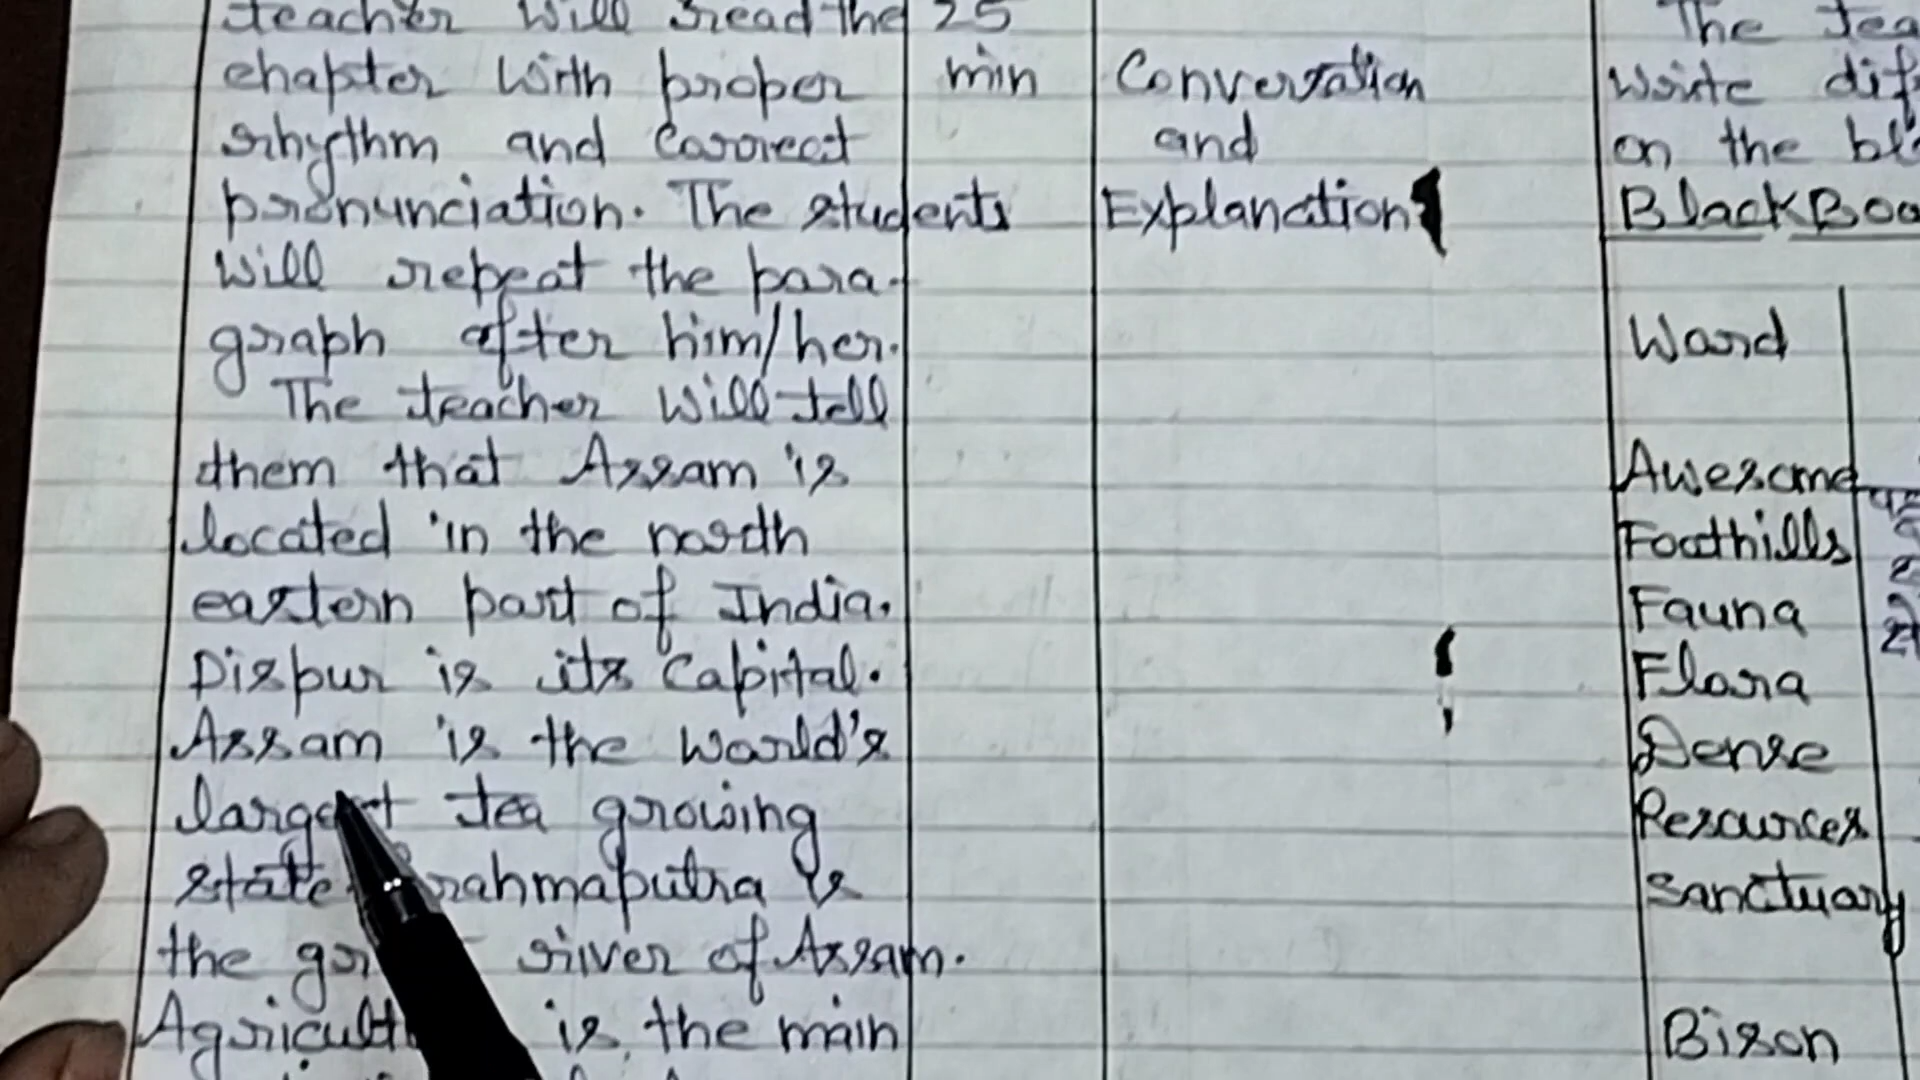 teacher will read the
chapter with proper
rhythm and correct
pronunciation. The students
will repeat the para-
graph after him/her.
The teacher will tell
them that Assam is
located in the north
eastern part of India.
Dispur is its capital.
Assam is the world's
largest tea growing
state. Brahmaputra is
the river of Assam.
is the main
25
min
Conversation
and
Explanation
The
write
on the
Black
Word
Awesome
Foothills
Fauna
Flora
Dense
Resources
Sanctuary
Bison